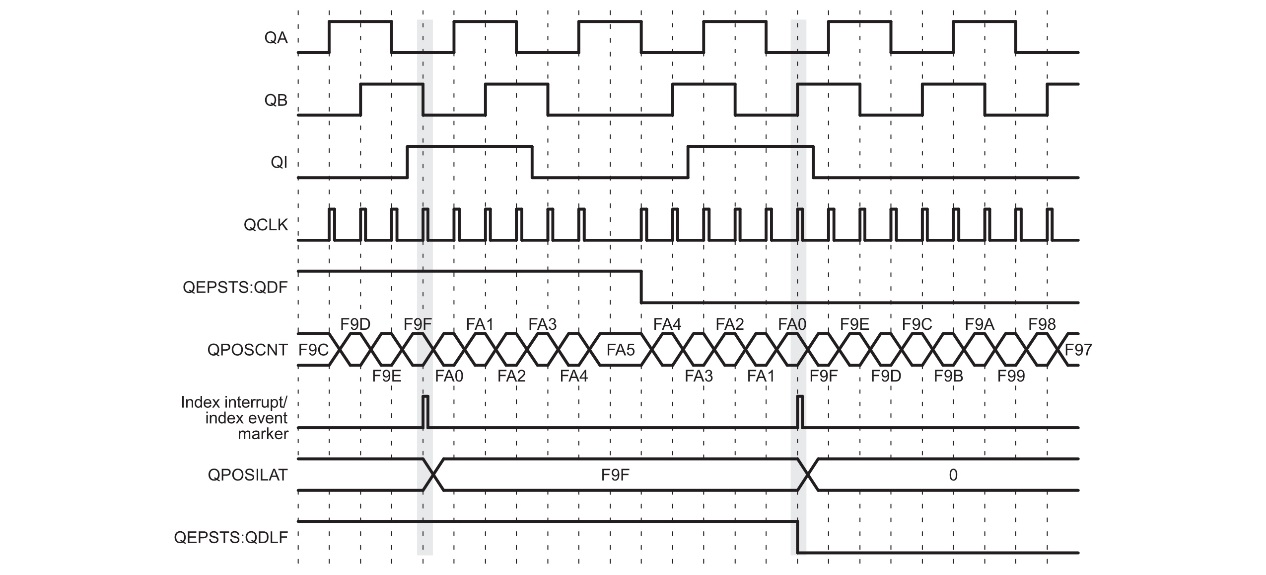 QA
QB
QI
QCLK
QEPSTS:QDF
F9D F9F FA1 FA3 FA4 FA2 FA0 F9E F9C F9A F98
QPOSCNT F9C FA5 F97
F9E FA0 FA2 FA4 FA3 FA1 F9F F9D F9B F99
Index interrupt/
index event
marker
QPOSILAT F9F 0
QEPSTS:QDLF